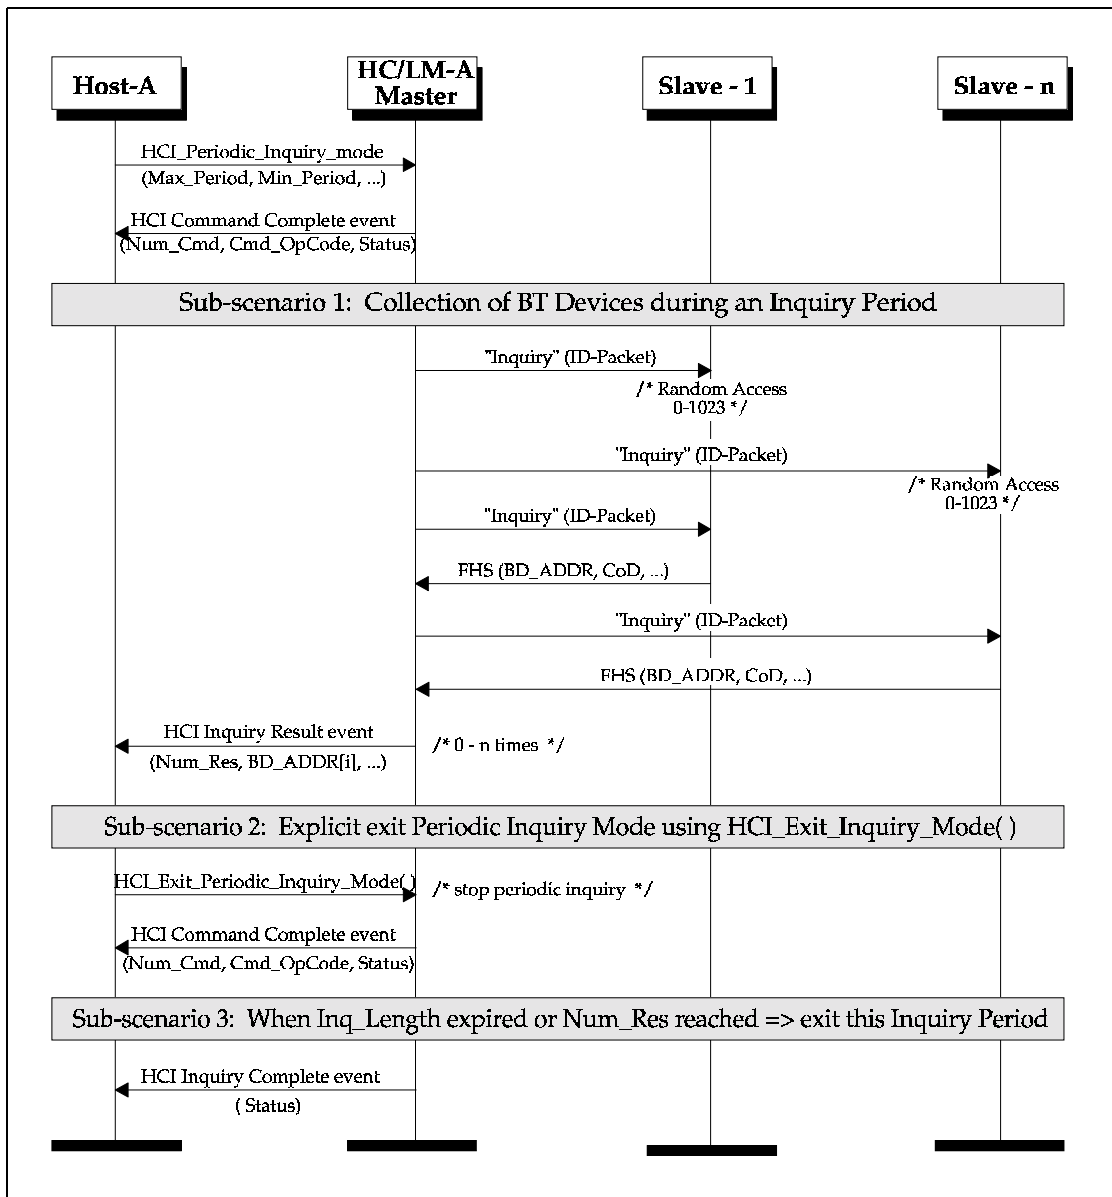 Host-A
HC/LM-A
Master
Slave - 1
Slave - n
HCI_Periodic_Inquiry_mode
(Max_Period, Min_Period, ...)
HCI Command Complete event
(Num_Cmd, Cmd_OpCode, Status)
Sub-scenario 1: Collection of BT Devices during an Inquiry Period
"Inquiry" (ID-Packet)
/* Random Access
0-1023 */
"Inquiry" (ID-Packet)
/* Random Access
0-1023 */
"Inquiry" (ID-Packet)
FHS (BD_ADDR, CoD, ...)
"Inquiry" (ID-Packet)
FHS (BD_ADDR, CoD, ...)
HCI Inquiry Result event
(Num_Res, BD_ADDR[i], ...)
/* 0 - n times */
Sub-scenario 2: Explicit exit Periodic Inquiry Mode using HCI_Exit_Inquiry_Mode( )
HCI_Exit_Periodic_Inquiry_Mode( )
/* stop periodic inquiry */
HCI Command Complete event
(Num_Cmd, Cmd_OpCode, Status)
Sub-scenario 3: When Inq_Length expired or Num_Res reached => exit this Inquiry Period
HCI Inquiry Complete event
( Status)